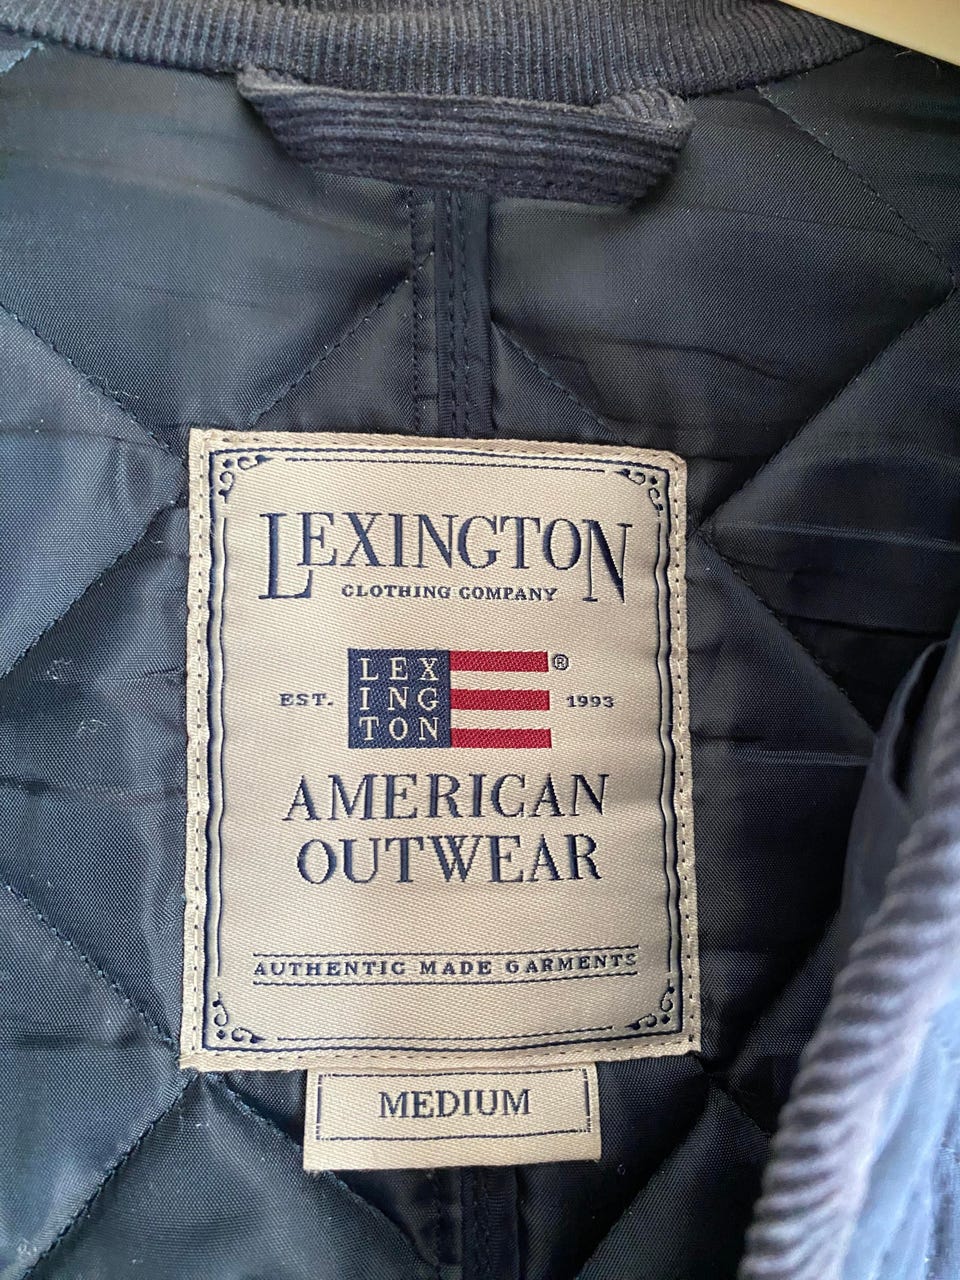 LEXINGTON
CLOTHING COMPANY
LEX
ING
TON
®
EST.
1993
AMERICAN
OUTWEAR
AUTHENTIC MADE GARMENTS
MEDIUM